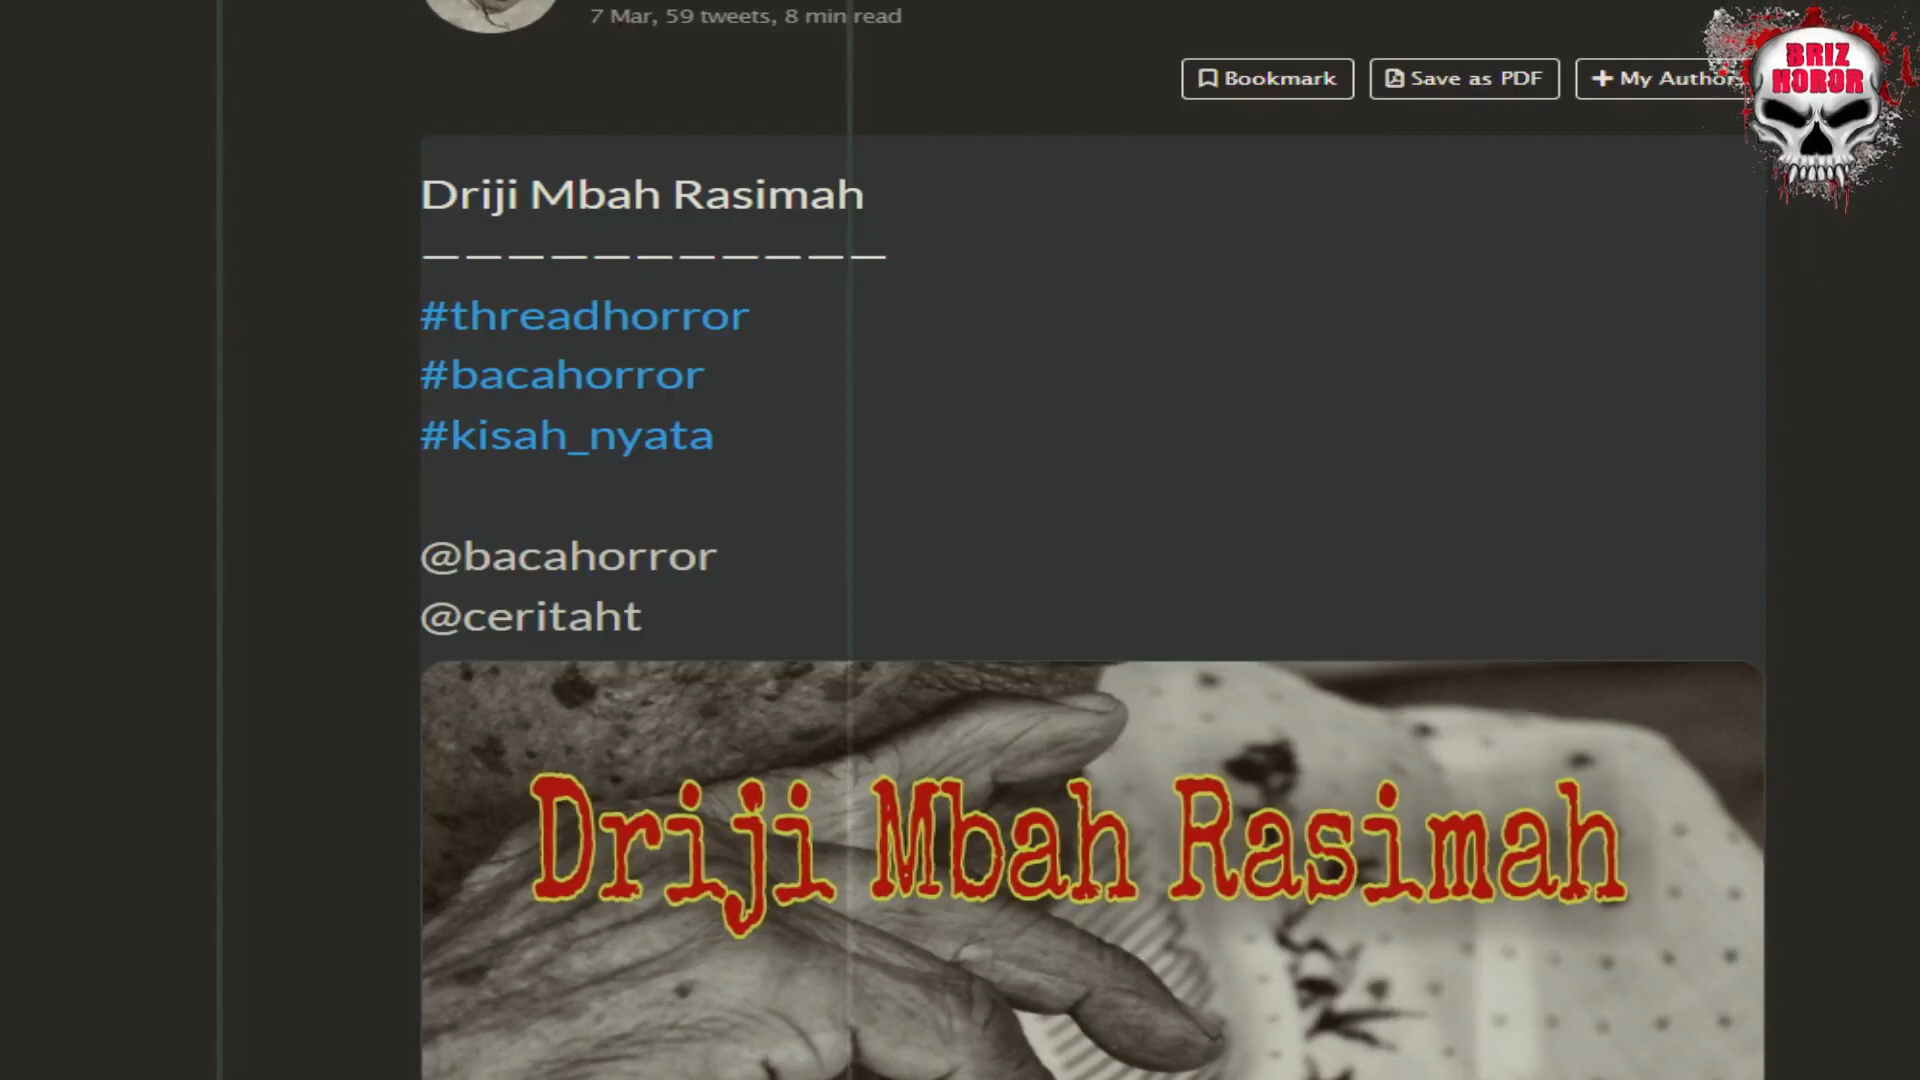 7 Mar, 59 tweets, 8 min read
Bookmark
Save as PDF
+ My Author
BRIZ
HOROR
Driji Mbah Rasimah
———————————
#threadhorror
#bacahorror
#kisah_nyata
@bacahorror
@ceritaht
Driji Mbah Rasimah